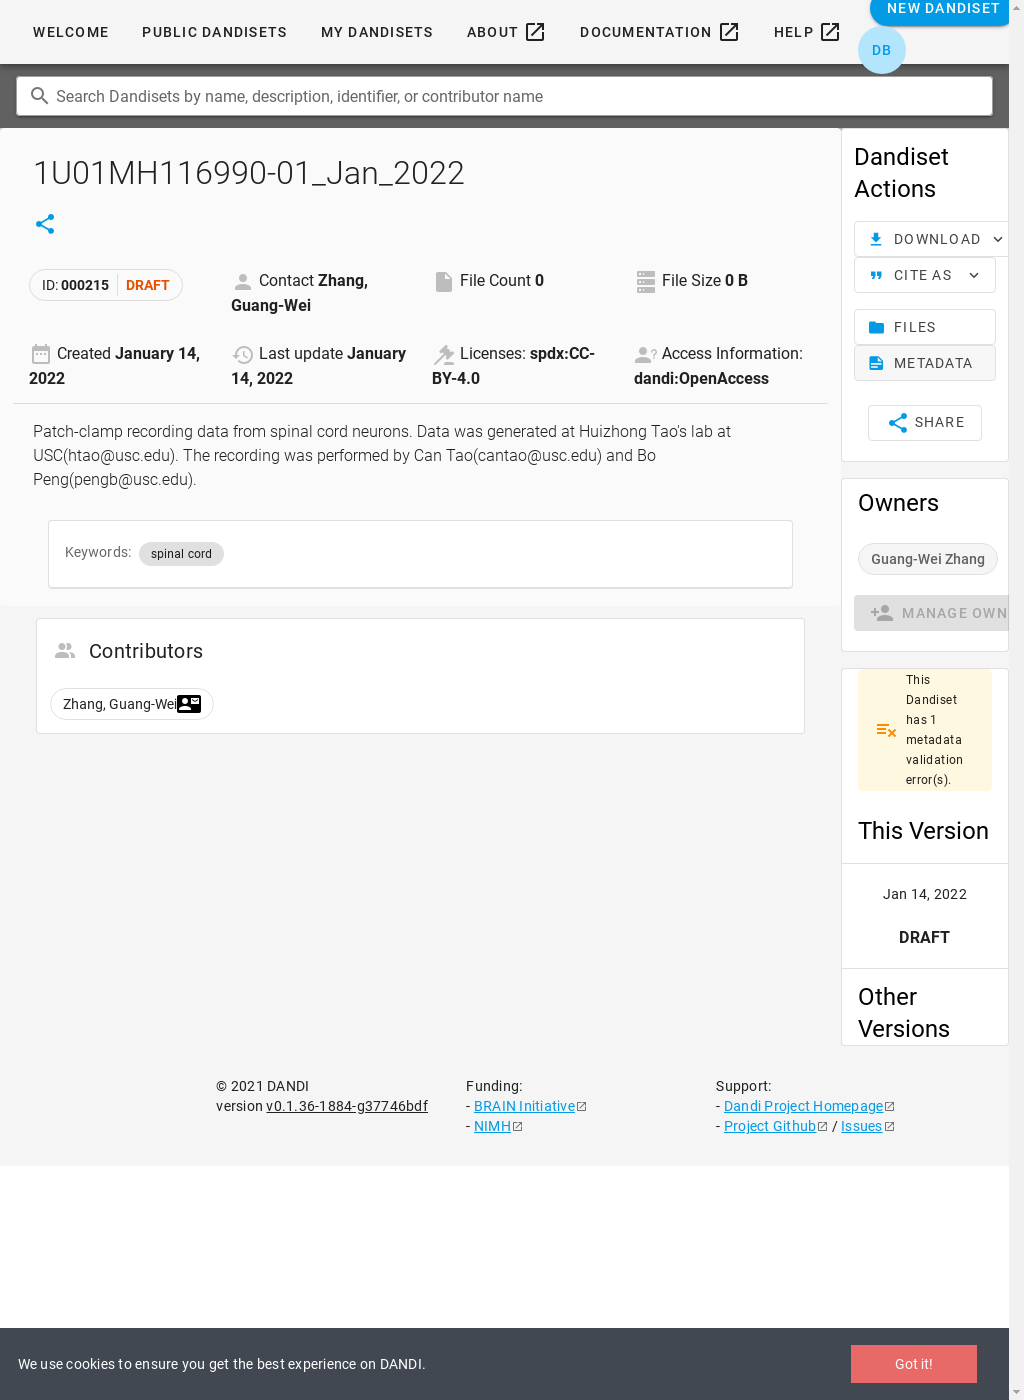 WELCOME PUBLIC DANDISETS MY DANDISETS ABOUT DOCUMENTATION HELP NEW DANDISET
DB
Search Dandisets by name, description, identifier, or contributor name
1U01MH116990-01_Jan_2022
ID: 000215 DRAFT
Contact Zhang,
Guang-Wei
File Count 0
File Size 0 B
Created January 14,
2022
Last update January
14, 2022
Licenses: spdx:CC-
BY-4.0
Access Information:
dandi:OpenAccess
Patch-clamp recording data from spinal cord neurons. Data was generated at Huizhong Tao's lab at
USC(htao@usc.edu). The recording was performed by Can Tao(cantao@usc.edu) and Bo
Peng(pengb@usc.edu).
Keywords: spinal cord
Contributors
Zhang, Guang-Wei
Dandiset
Actions
DOWNLOAD
CITE AS
FILES
METADATA
SHARE
Owners
Guang-Wei Zhang
MANAGE OWN
This
Dandiset
has 1
metadata
validation
error(s).
This Version
Jan 14, 2022
DRAFT
Other
Versions
© 2021 DANDI
version v0.1.36-1884-g37746bdf
Funding:
- BRAIN Initiative
- NIMH
Support:
- Dandi Project Homepage
- Project Github / Issues
We use cookies to ensure you get the best experience on DANDI.
Got it!